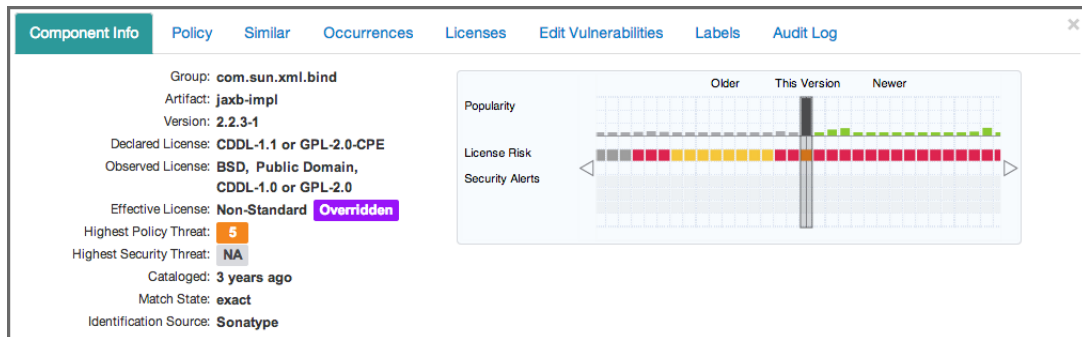 Component Info Policy Similar Occurrences Licenses Edit Vulnerabilities Labels Audit Log
Group: com.sun.xml.bind
Artifact: jaxb-impl
Version: 2.2.3-1
Declared License: CDDL-1.1 or GPL-2.0-CPE
Observed License: BSD, Public Domain,
CDDL-1.0 or GPL-2.0
Effective License: Non-Standard Overridden
Highest Policy Threat: 5
Highest Security Threat: NA
Cataloged: 3 years ago
Match State: exact
Identification Source: Sonatype
Older This Version Newer
Popularity
License Risk
Security Alerts